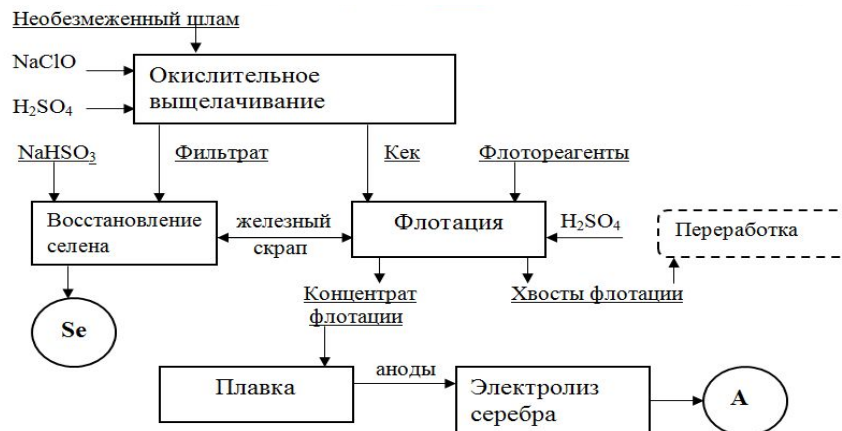 Необезмеженный шлам
NaClO
H₂SO₄
Окислительное
выщелачивание
NaHSO₃
Фильтрат
Кек
Флотореагенты
Восстановление
селена
железный
скрап
Флотация
H₂SO₄
Переработка
Концентрат
флотации
Хвосты флотации
Se
Плавка
аноды
Электролиз
серебра
А